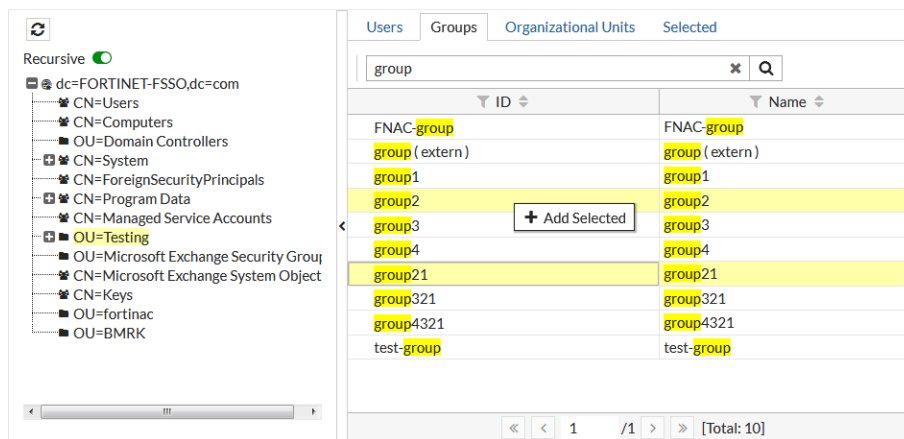 Recursive
dc=FORTINET-FSSO,dc=com
CN=Users
CN=Computers
OU=Domain Controllers
CN=System
CN=ForeignSecurityPrincipals
CN=Program Data
CN=Managed Service Accounts
OU=Testing
OU=Microsoft Exchange Security Grou
CN=Microsoft Exchange System Object
CN=Keys
OU=fortinac
OU=BMRK
Users Groups Organizational Units Selected
group
ID Name
FNAC-group FNAC-group
group ( extern ) group ( extern )
group1 group1
group2 group2
+ Add Selected
group3 group3
group4 group4
group21 group21
group321 group321
group4321 group4321
test-group test-group
1 /1 [Total: 10]